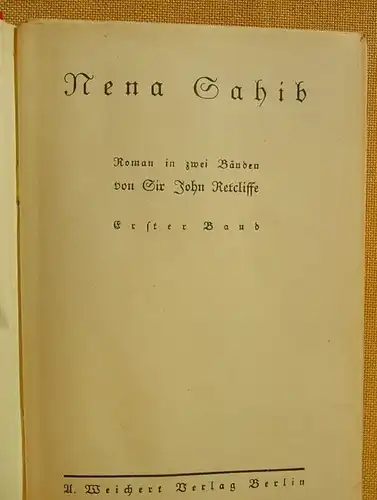 Nena Sahib
Roman in zwei Bänden
von Sir John Retcliffe
Erſter Band
A. Weichert Verlag Berlin